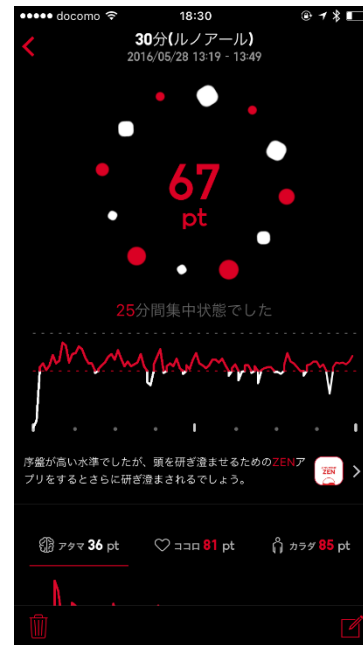 docomo 18:30
30分(ルノアール)
2016/05/28 13:19 - 13:49
67
pt
25分間集中状態でした
序盤が高い水準でしたが、頭を研ぎ澄ませるためのZENア
プリをするとさらに研ぎ澄まされるでしょう。
ZEN
アタマ 36 pt ココロ 81 pt カラダ 85 pt